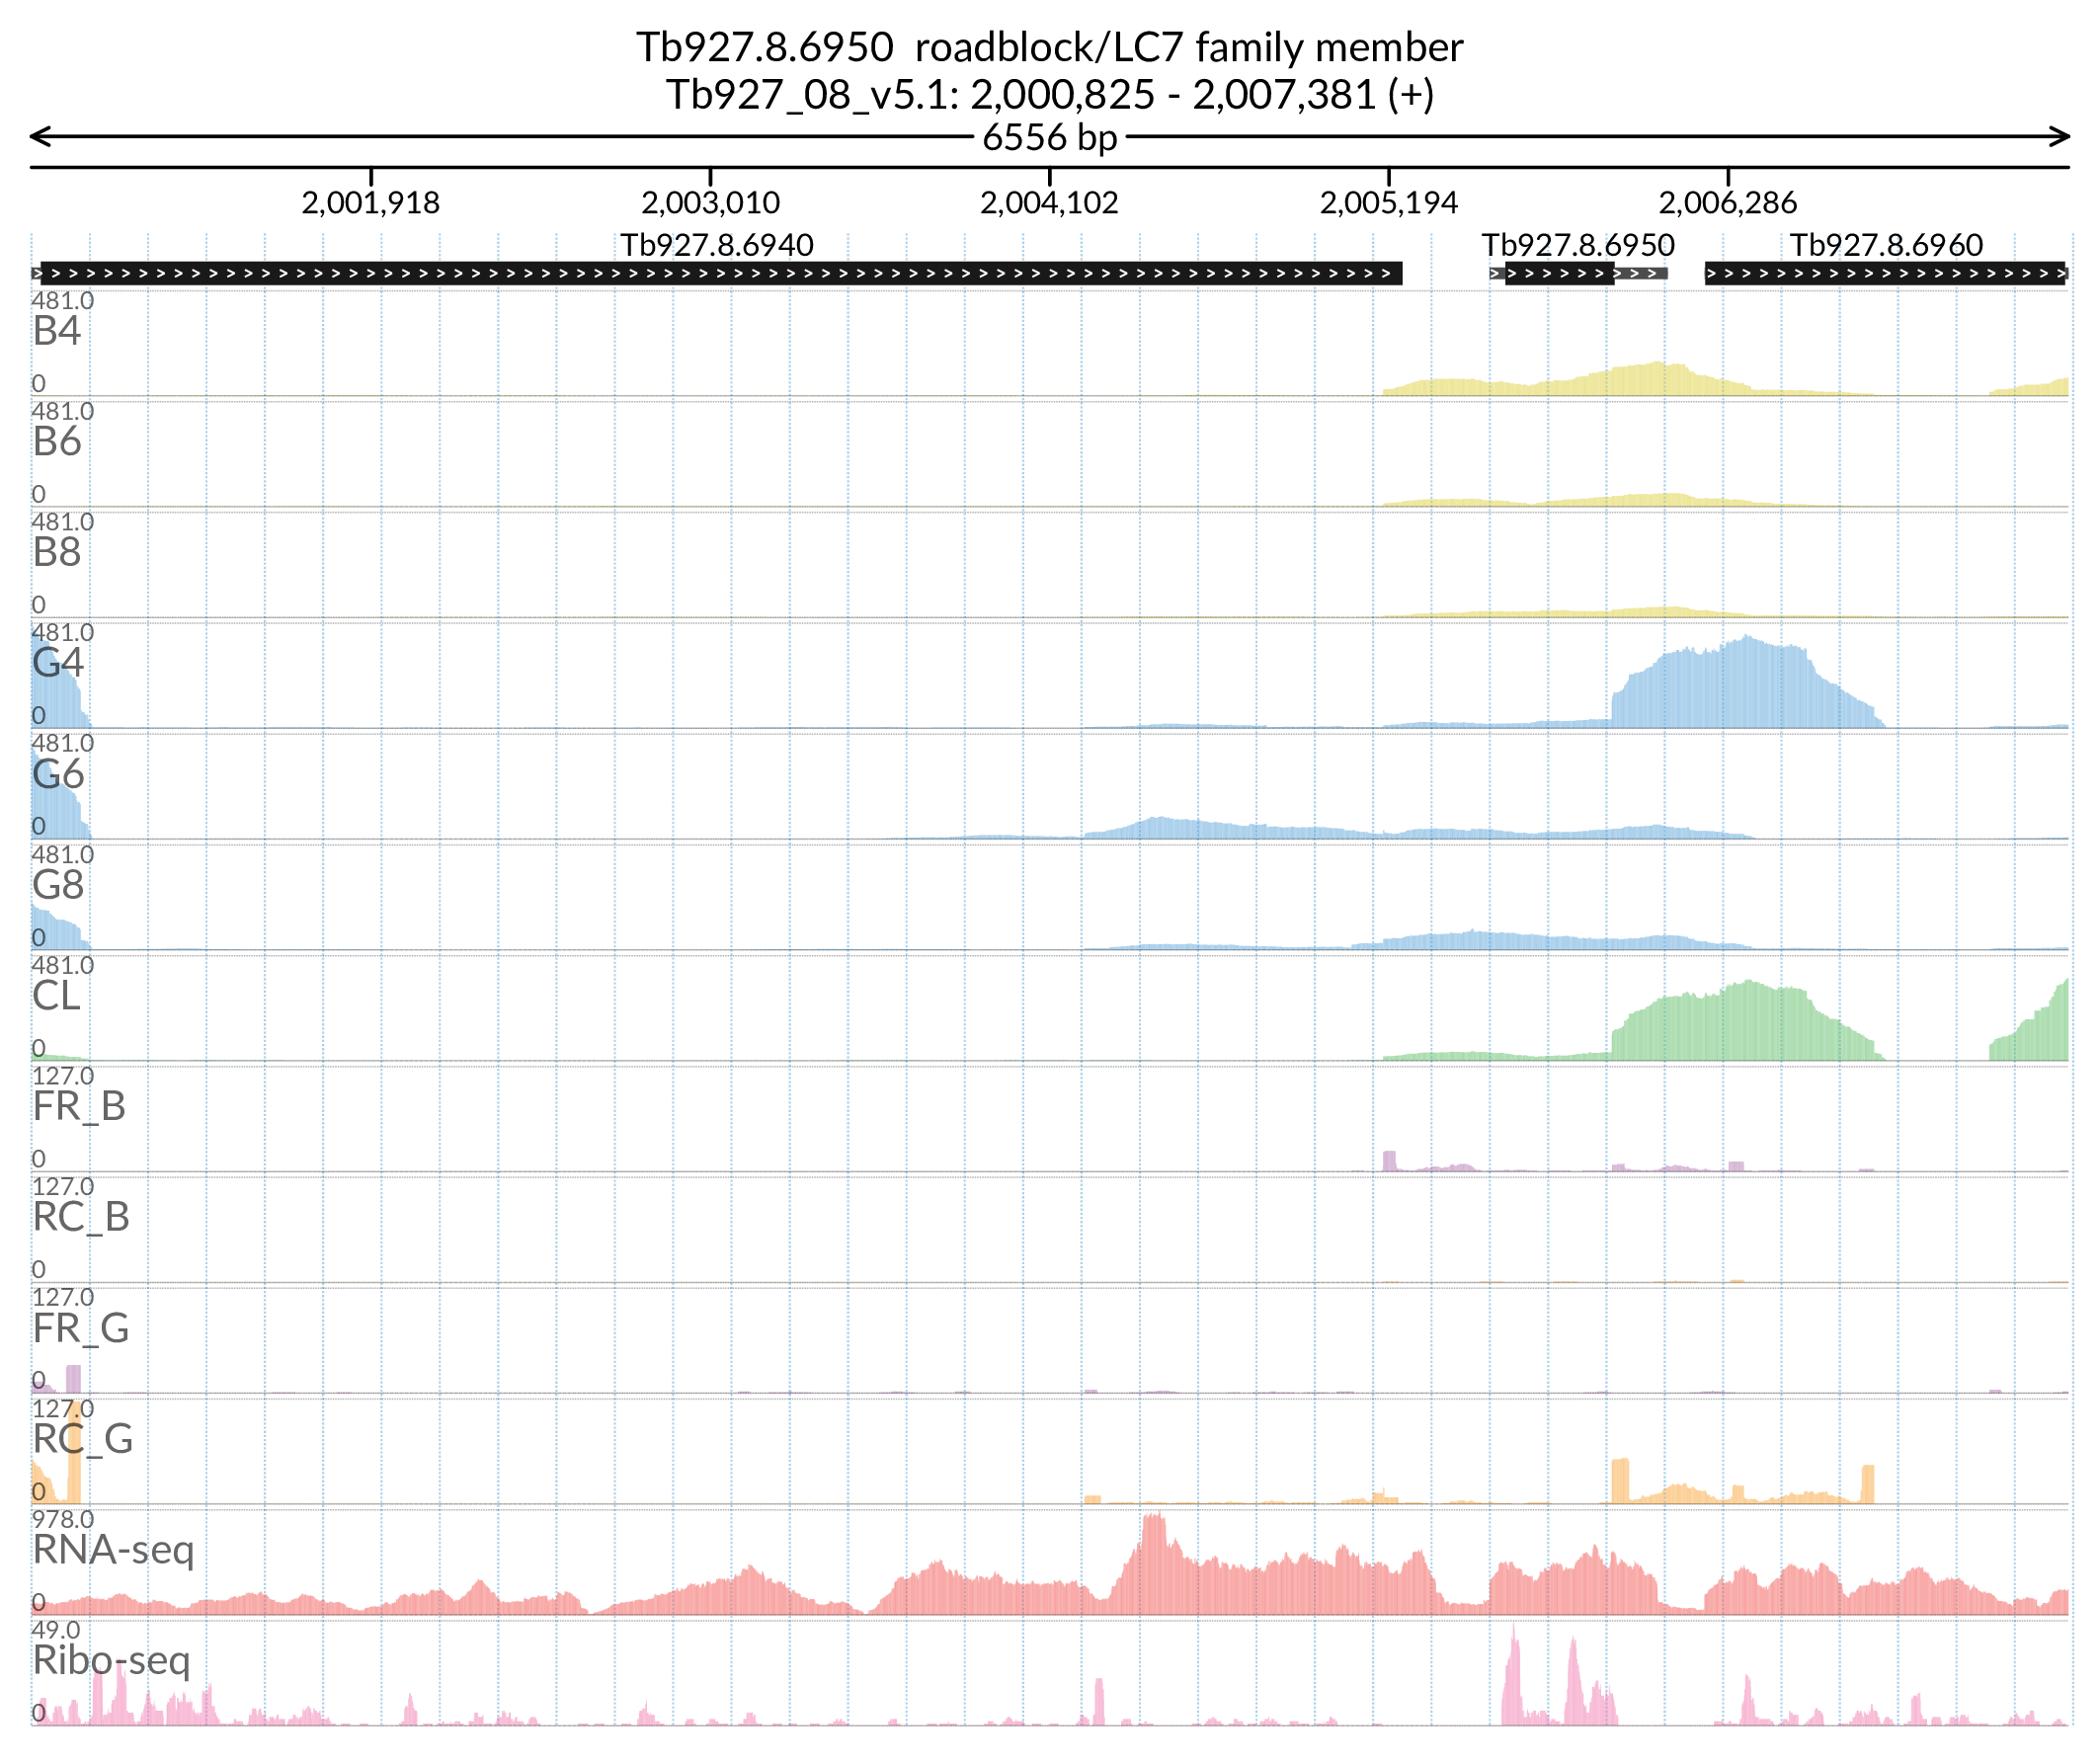 Tb927.8.6950  roadblock/LC7 family member
Tb927_08_v5.1: 2,000,825 - 2,007,381 (+)
6556 bp
2,001,918 2,003,010 2,004,102 2,005,194 2,006,286
Tb927.8.6940 Tb927.8.6950 Tb927.8.6960
481.0
B4
0
481.0
B6
0
481.0
B8
0
481.0
G4
0
481.0
G6
0
481.0
G8
0
481.0
CL
0
127.0
FR_B
0
127.0
RC_B
0
127.0
FR_G
0
127.0
RC_G
0
978.0
RNA-seq
0
49.0
Ribo-seq
0